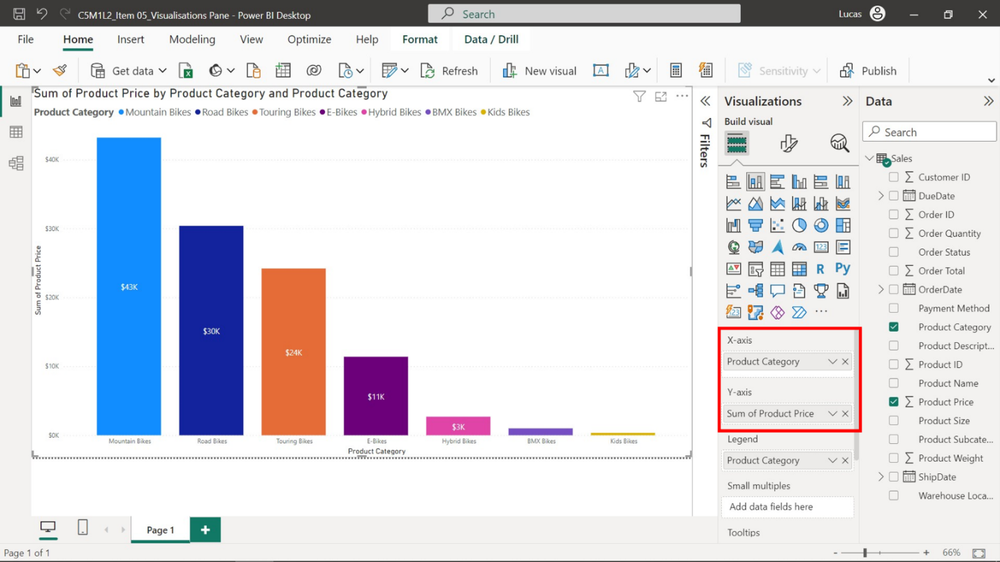 C5M1L2_Item 05_Visualisations Pane - Power BI Desktop
Search
Lucas
File Home Insert Modeling View Optimize Help Format Data / Drill
Get data Refresh New visual Sensitivity Publish
Sum of Product Price by Product Category and Product Category
Product Category Mountain Bikes Road Bikes Touring Bikes E-Bikes Hybrid Bikes BMX Bikes Kids Bikes
Sum of Product Price
$40K
$30K
$20K
$10K
$0K
$43K
$30K
$24K
$11K
$3K
Mountain Bikes Road Bikes Touring Bikes E-Bikes Hybrid Bikes BMX Bikes Kids Bikes
Product Category
Filters
Visualizations
Build visual
123
R
Py
123
X-axis
Product Category
Y-axis
Sum of Product Price
Legend
Product Category
Small multiples
Add data fields here
Tooltips
Data
Search
Sales
Customer ID
DueDate
Order ID
Order Quantity
Order Status
Order Total
OrderDate
Payment Method
Product Category
Product Descript...
Product ID
Product Name
Product Price
Product Size
Product Subcate...
Product Weight
ShipDate
Warehouse Loca...
Page 1
Page 1 of 1
- + 66%